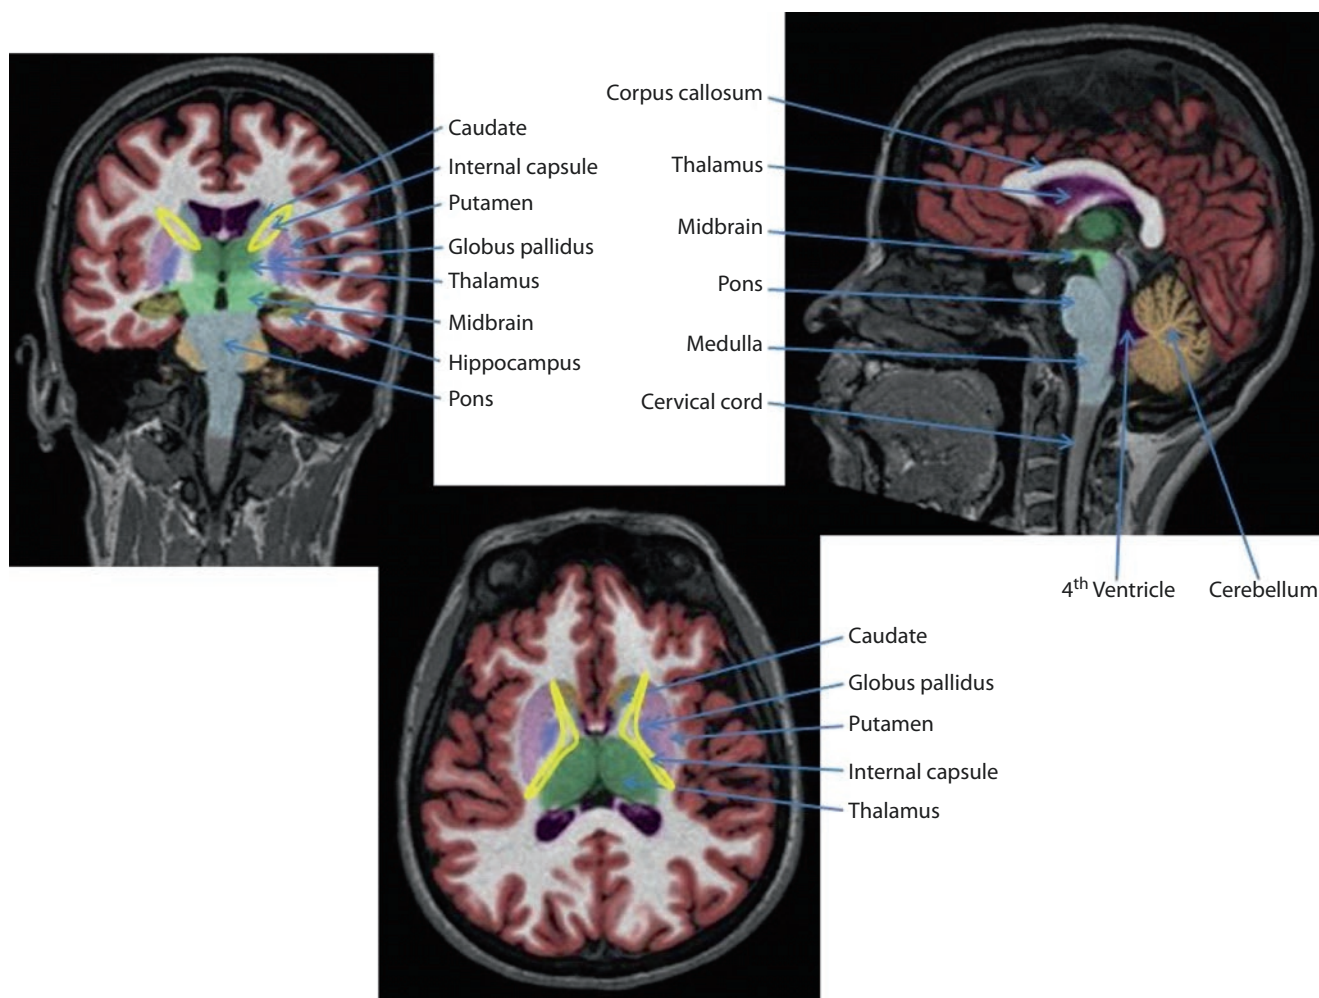 Caudate
Internal capsule
Putamen
Globus pallidus
Thalamus
Midbrain
Hippocampus
Pons
Corpus callosum
Thalamus
Midbrain
Pons
Medulla
Cervical cord
4th Ventricle
Cerebellum
Caudate
Globus pallidus
Putamen
Internal capsule
Thalamus